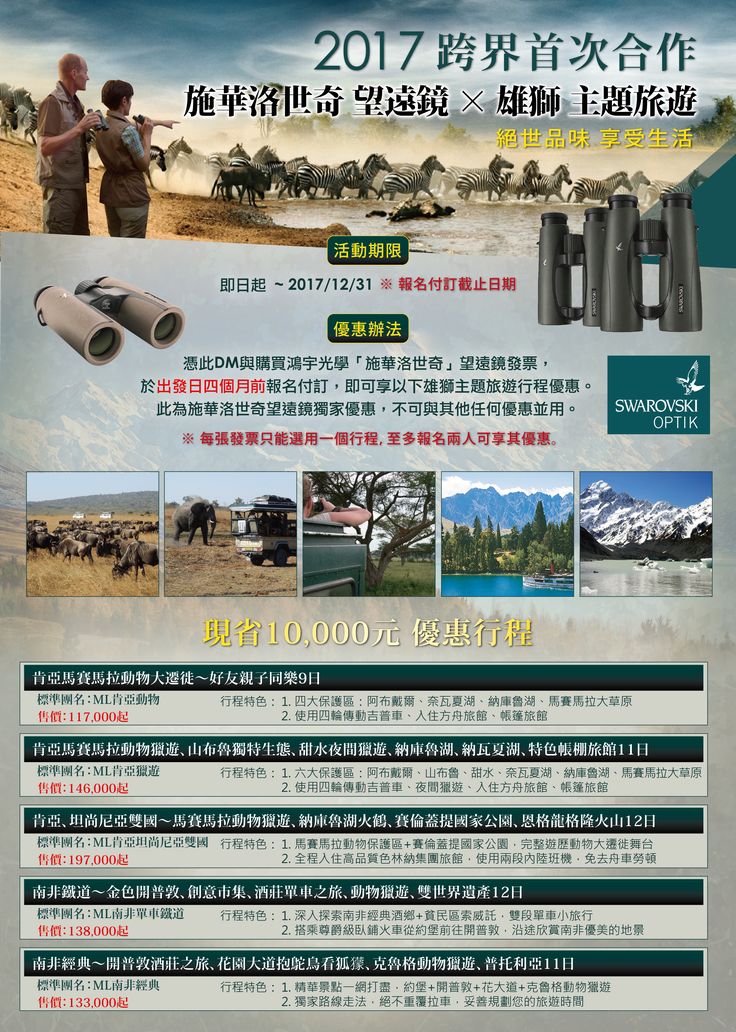 2017 跨界首次合作
施華洛世奇 望遠鏡 × 雄獅 主題旅遊
絕世品味 享受生活
活動期限
即日起 ~ 2017/12/31 ※ 報名付訂截止日期
優惠辦法
憑此DM與購買鴻宇光學「施華洛世奇」望遠鏡發票，
於出發日四個月前報名付訂，即可享以下雄獅主題旅遊行程優惠。
此為施華洛世奇望遠鏡獨家優惠，不可與其他任何優惠並用。
※ 每張發票只能選用一個行程, 至多報名兩人可享其優惠。
SWAROVSKI
SWAROVSKI
OPTIK
現省10,000元 優惠行程
肯亞馬賽馬拉動物大遷徙～好友親子同樂9日
標準團名：ML肯亞動物 行程特色： 1. 四大保護區：阿布戴爾、奈瓦夏湖、納庫魯湖、馬賽馬拉大草原
售價：117,000起 2. 使用四輪傳動吉普車、入住方舟旅館、帳篷旅館
肯亞馬賽馬拉動物獵遊、山布魯獨特生態、甜水夜間獵遊、納庫魯湖、納瓦夏湖、特色帳棚旅館11日
標準團名：ML肯亞獵遊 行程特色： 1. 六大保護區：阿布戴爾、山布魯、甜水、奈瓦夏湖、納庫魯湖、馬賽馬拉大草原
售價：146,000起 2. 使用四輪傳動吉普車、夜間獵遊、入住方舟旅館、帳篷旅館
肯亞、坦尚尼亞雙國～馬賽馬拉動物獵遊、納庫魯湖火鶴、賽倫蓋提國家公園、恩格龍格隆火山12日
標準團名：ML肯亞坦尚尼亞雙國 行程特色： 1. 馬賽馬拉動物保護區+賽倫蓋提國家公園，完整遊歷動物大遷徙舞台
售價：197,000起 2. 全程入住高品質色林納集團旅館，使用兩段內陸班機，免去舟車勞頓
南非鐵道～金色開普敦、創意市集、酒莊單車之旅、動物獵遊、雙世界遺產12日
標準團名：ML南非單車鐵道 行程特色： 1. 深入探索南非經典酒鄉+貧民區索威託，雙段單車小旅行
售價：138,000起 2. 搭乘尊爵級臥鋪火車從約堡前往開普敦，沿途欣賞南非優美的地景
南非經典～開普敦酒莊之旅、花園大道抱鴕鳥看狐獴、克魯格動物獵遊、普托利亞11日
標準團名：ML南非經典 行程特色： 1. 精華景點一網打盡，約堡+開普敦+花大道+克魯格動物獵遊
售價：133,000起 2. 獨家路線走法，絕不重覆拉車，妥善規劃您的旅遊時間